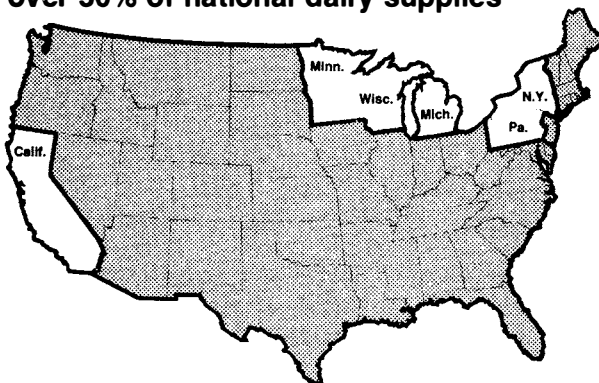 over 50% of national dairy supplies
Minn.
Wisc.
Mich.
N.Y.
Pa.
Calif.